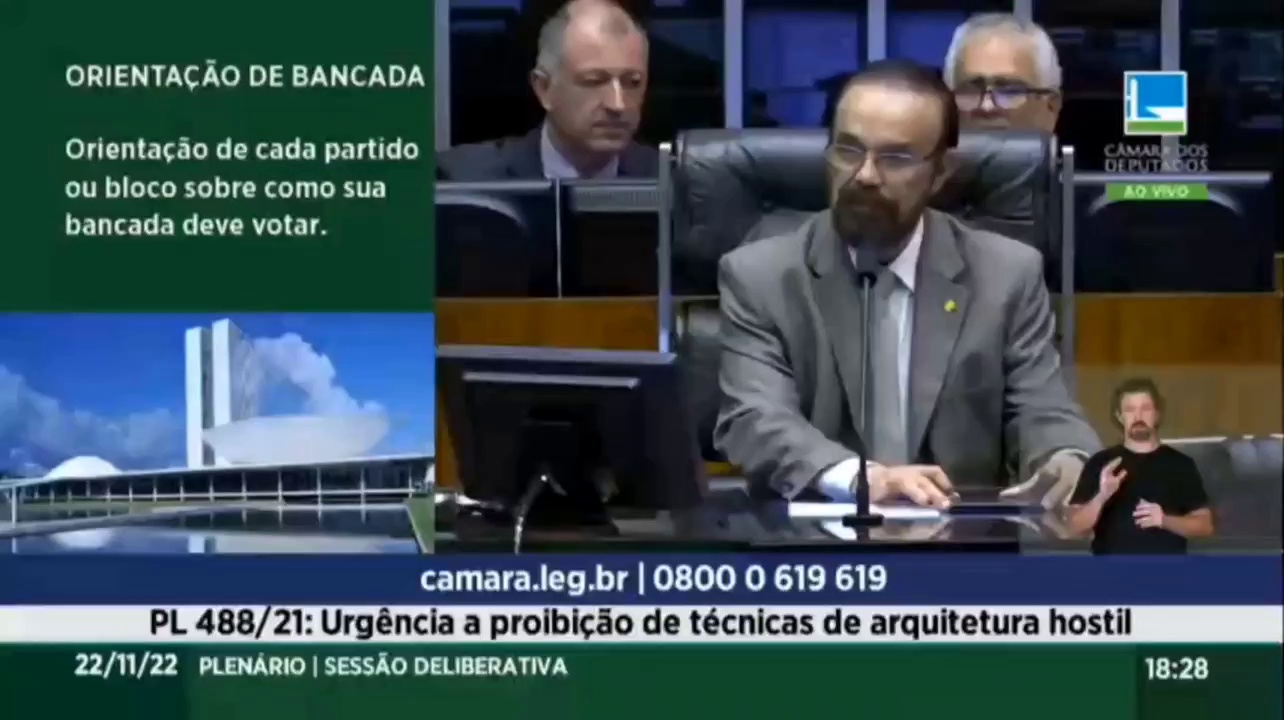 ORIENTAÇÃO DE BANCADA
Orientação de cada partido
ou bloco sobre como sua
bancada deve votar.
CÂMARA DOS
DEPUTADOS
AO VIVO
camara.leg.br | 0800 0 619 619
PL 488/21: Urgência a proibição de técnicas de arquitetura hostil
22/11/22 PLENÁRIO | SESSÃO DELIBERATIVA
18:28